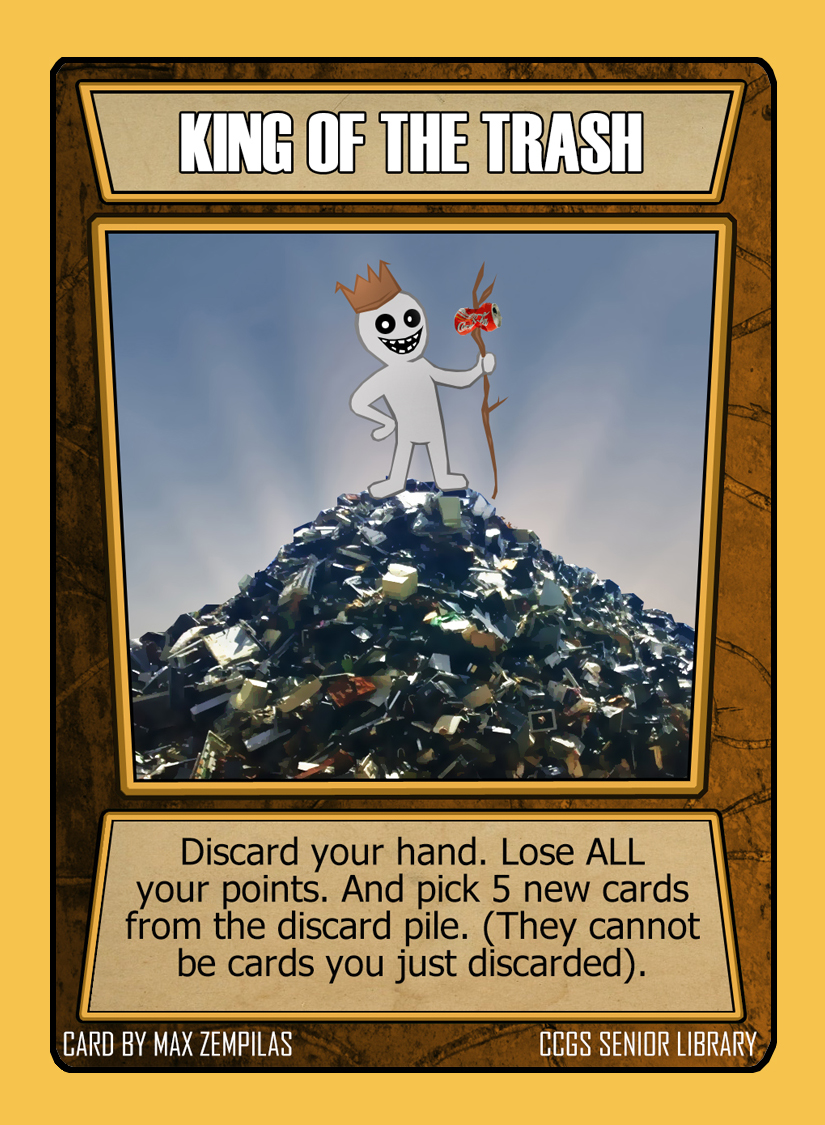 KING OF THE TRASH
Discard your hand. Lose ALL
your points. And pick 5 new cards
from the discard pile. (They cannot
be cards you just discarded).
CARD BY MAX ZEMPILAS
CCGS SENIOR LIBRARY